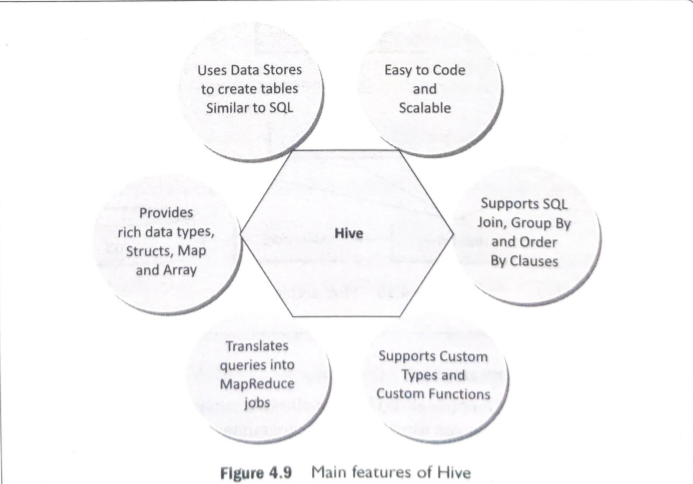 Uses Data Stores
to create tables
Similar to SQL
Easy to Code
and
Scalable
Provides
rich data types,
Structs, Map
and Array
Hive
Supports SQL
Join, Group By
and Order
By Clauses
Translates
queries into
MapReduce
jobs
Supports Custom
Types and
Custom Functions
Figure 4.9 Main features of Hive